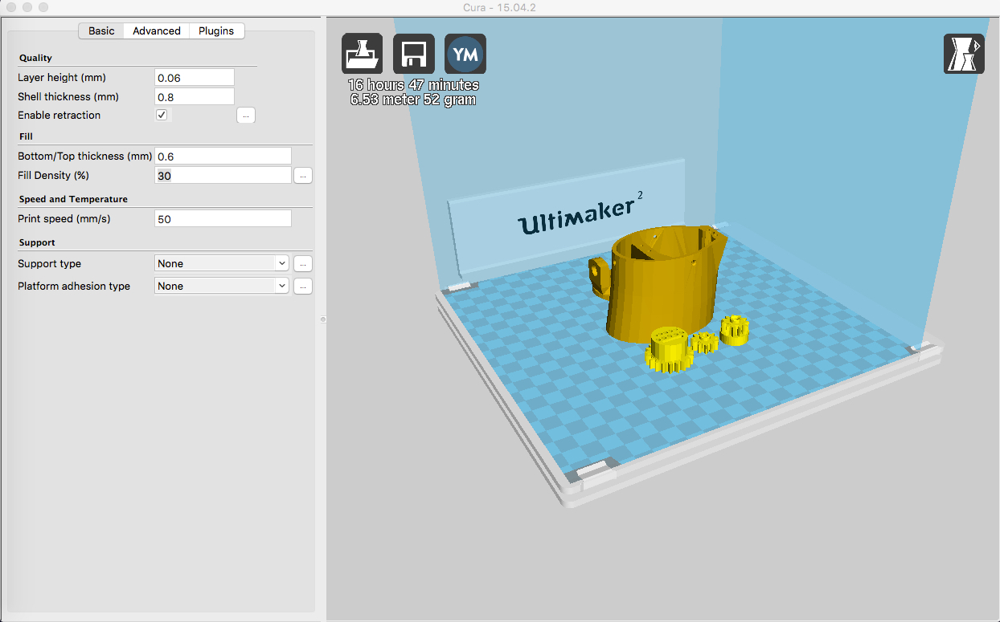 Cura - 15.04.2
Basic Advanced Plugins
Quality
Layer height (mm) 0.06
Shell thickness (mm) 0.8
Enable retraction ...
Fill
Bottom/Top thickness (mm) 0.6
Fill Density (%) 30 ...
Speed and Temperature
Print speed (mm/s) 50
Support
Support type None ...
Platform adhesion type None ...
YM
16 hours 47 minutes
6.53 meter 52 gram
Ultimaker 2